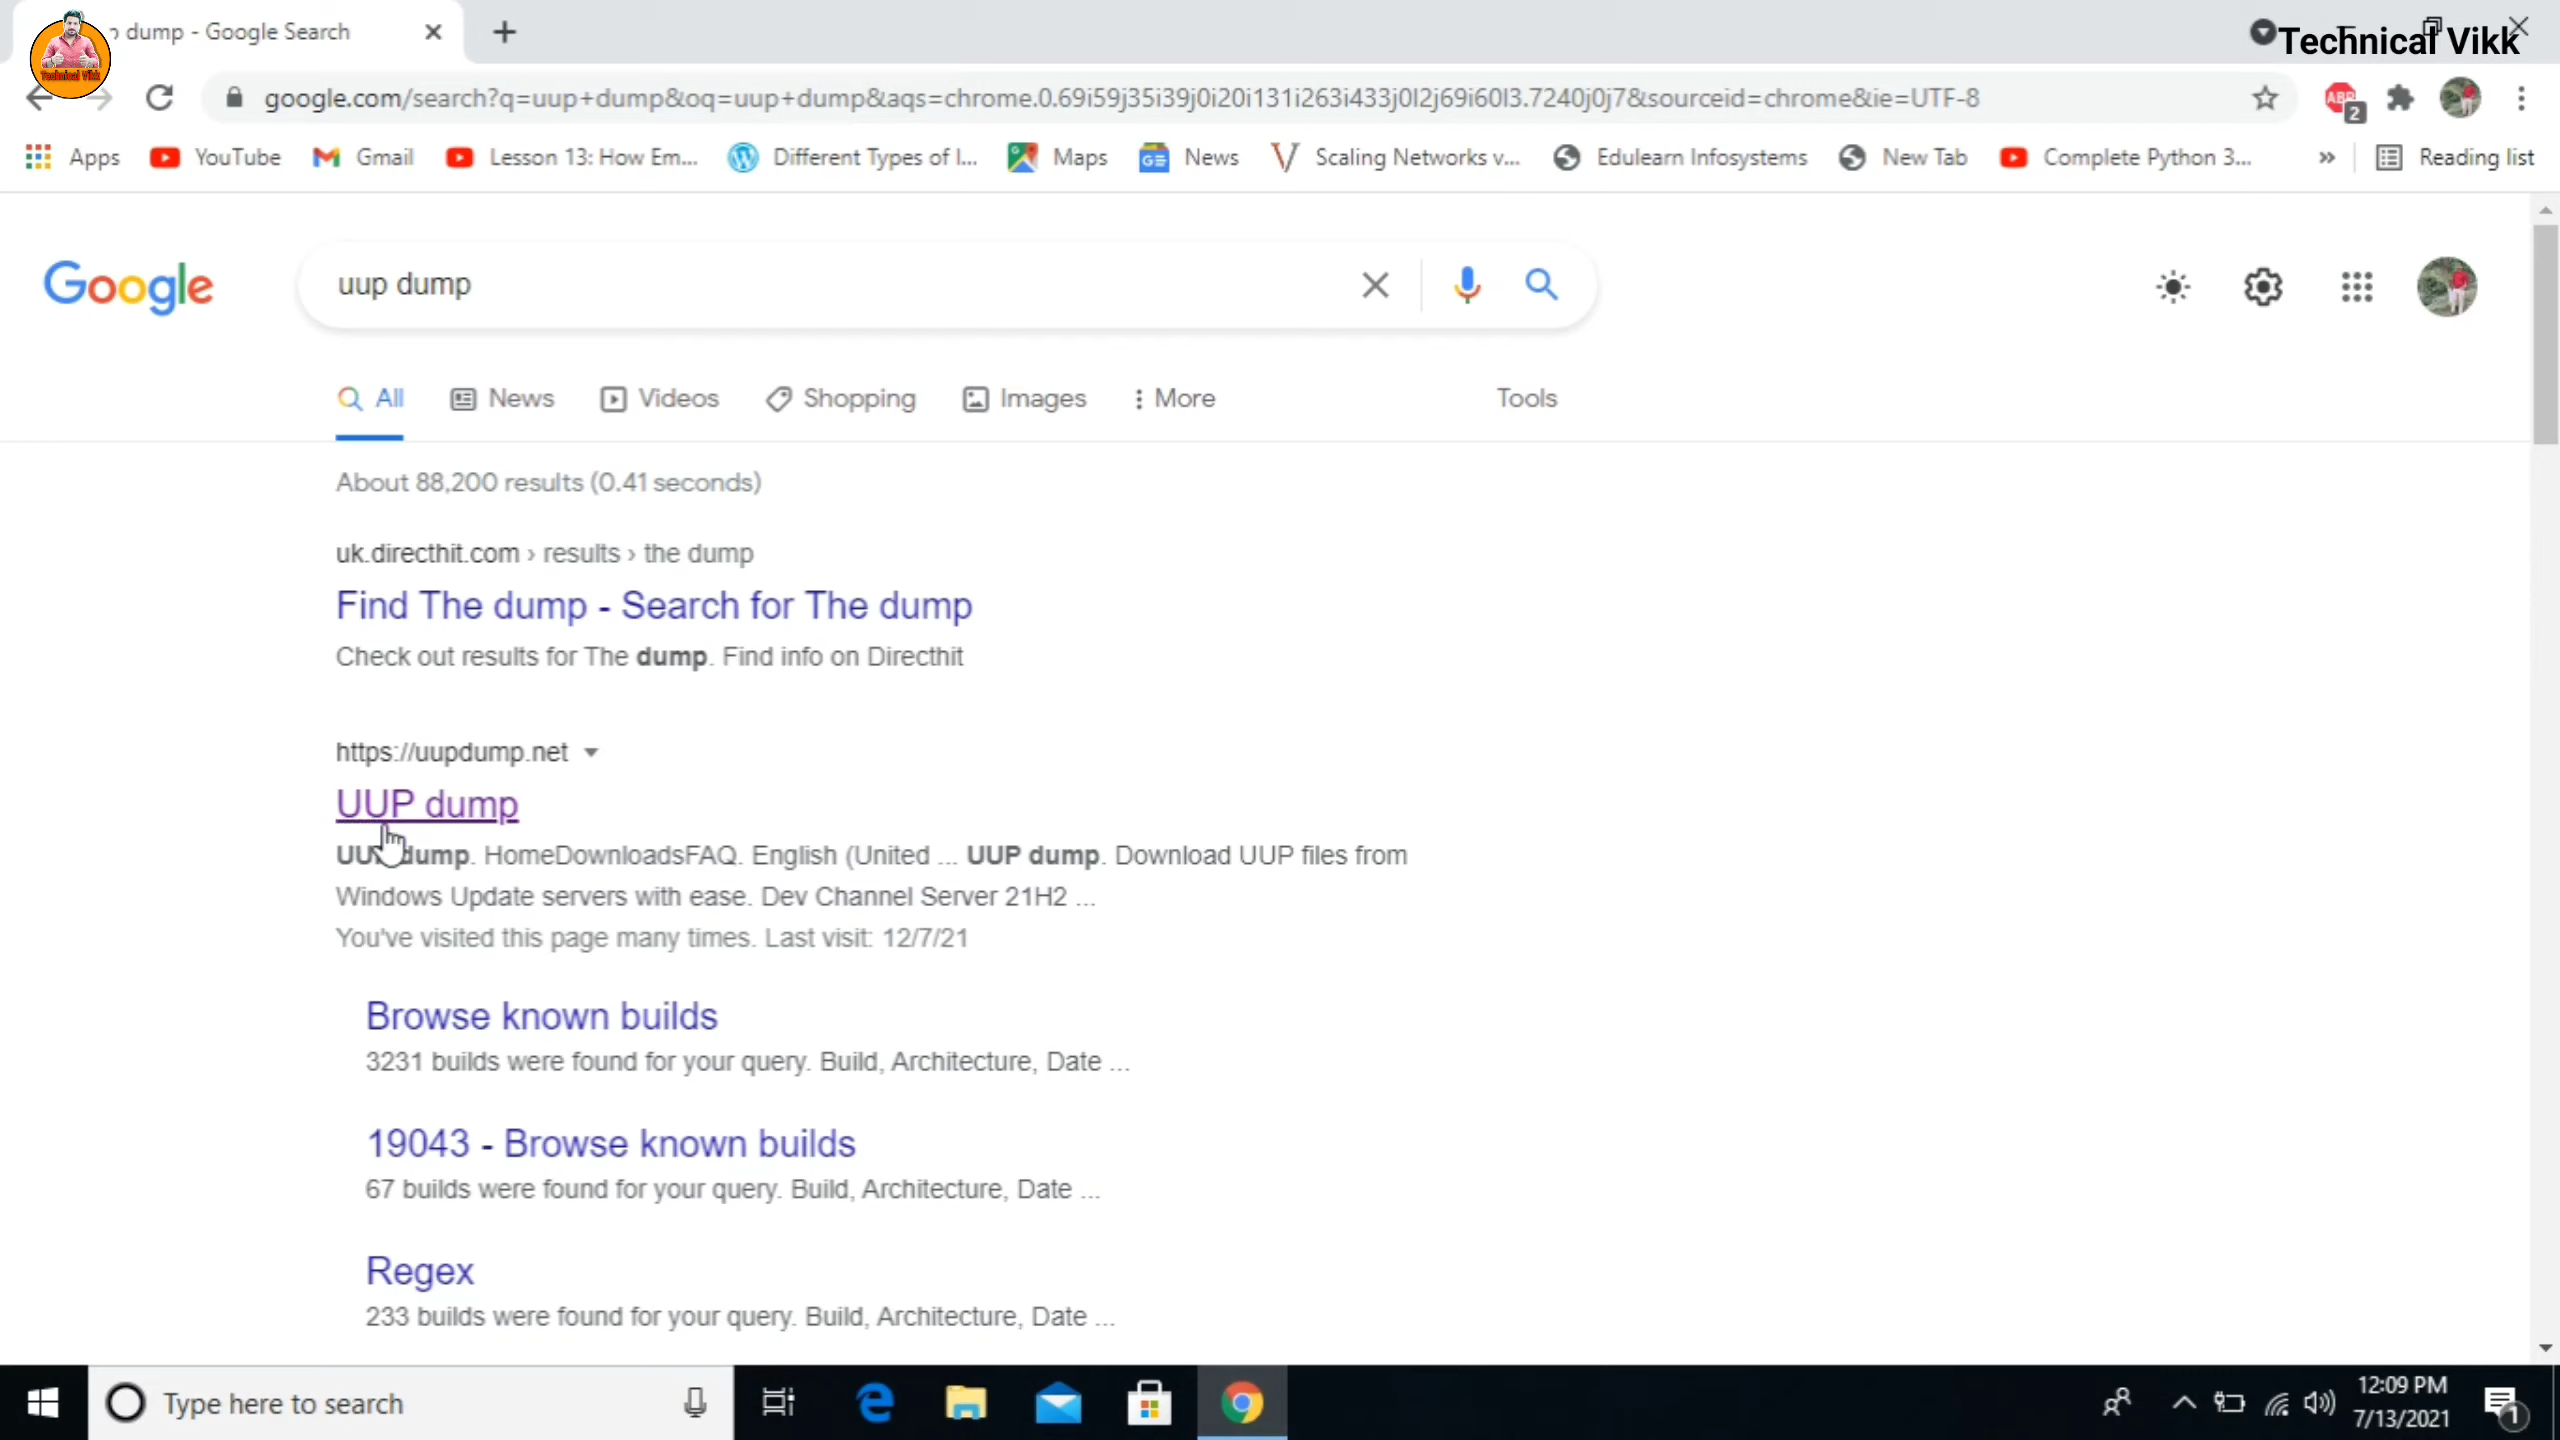 dump - Google Search
Technical Vikk
Technical Vikk
google.com/search?q=uup+dump&oq=uup+dump&aqs=chrome.0.69i59j35i39j0i20i131i263i433j0l2j69i60l3.7240j0j7&sourceid=chrome&ie=UTF-8
ABP
2
Apps
YouTube
Gmail
Lesson 13: How Em...
Different Types of I...
Maps
News
Scaling Networks v...
Edulearn Infosystems
New Tab
Complete Python 3...
»
Reading list
Google
uup dump
All
News
Videos
Shopping
Images
More
Tools
About 88,200 results (0.41 seconds)
uk.directhit.com › results › the dump
Find The dump - Search for The dump
Check out results for The dump. Find info on Directhit
https://uupdump.net
UUP dump
dump. HomeDownloadsFAQ. English (United ... UUP dump. Download UUP files from
Windows Update servers with ease. Dev Channel Server 21H2 ...
You've visited this page many times. Last visit: 12/7/21
Browse known builds
3231 builds were found for your query. Build, Architecture, Date ...
19043 - Browse known builds
67 builds were found for your query. Build, Architecture, Date ...
Regex
233 builds were found for your query. Build, Architecture, Date ...
Type here to search
12:09 PM
7/13/2021
1